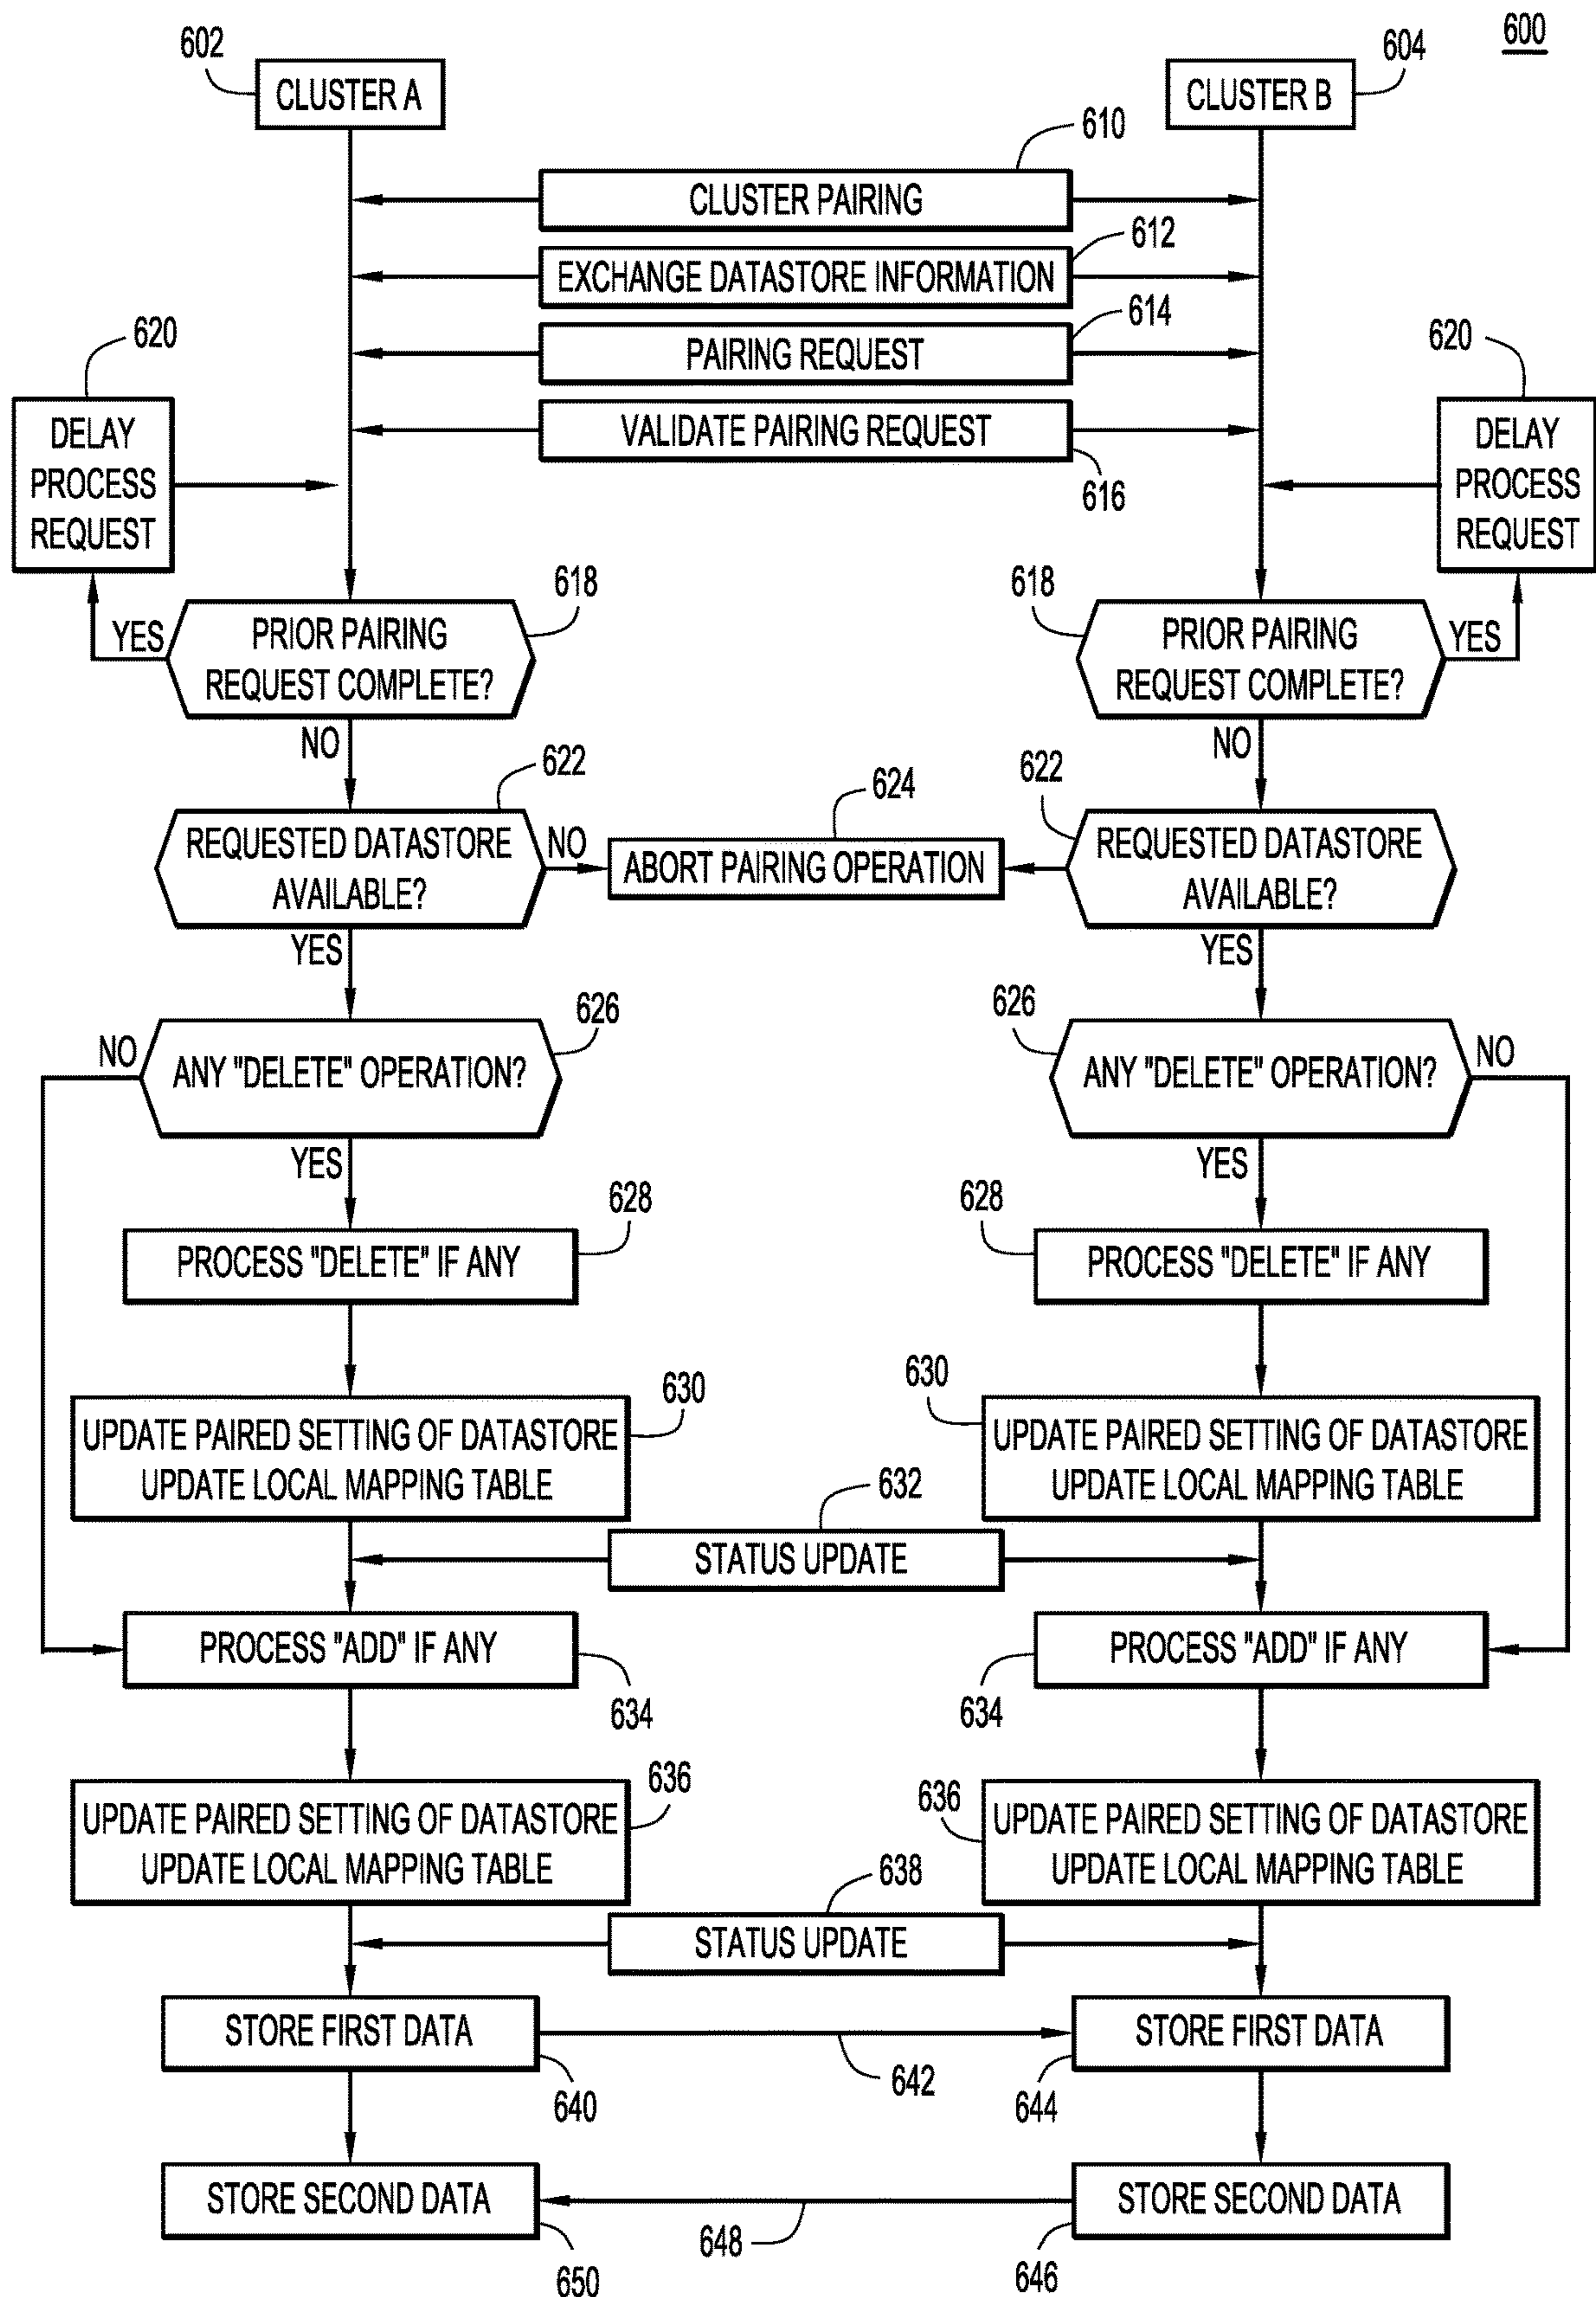 600
602
604
CLUSTER A
CLUSTER B
610
CLUSTER PAIRING
612
EXCHANGE DATASTORE INFORMATION
614
PAIRING REQUEST
620
620
VALIDATE PAIRING REQUEST
616
DELAY
PROCESS
REQUEST
DELAY
PROCESS
REQUEST
618
618
YES
PRIOR PAIRING
REQUEST COMPLETE?
PRIOR PAIRING
REQUEST COMPLETE?
YES
NO
NO
622
624
622
REQUESTED DATASTORE
AVAILABLE?
NO
ABORT PAIRING OPERATION
REQUESTED DATASTORE
AVAILABLE?
YES
YES
626
626
NO
ANY "DELETE" OPERATION?
ANY "DELETE" OPERATION?
NO
YES
YES
628
628
PROCESS "DELETE" IF ANY
PROCESS "DELETE" IF ANY
630
630
UPDATE PAIRED SETTING OF DATASTORE
UPDATE LOCAL MAPPING TABLE
UPDATE PAIRED SETTING OF DATASTORE
UPDATE LOCAL MAPPING TABLE
632
STATUS UPDATE
PROCESS "ADD" IF ANY
PROCESS "ADD" IF ANY
634
634
636
636
UPDATE PAIRED SETTING OF DATASTORE
UPDATE LOCAL MAPPING TABLE
UPDATE PAIRED SETTING OF DATASTORE
UPDATE LOCAL MAPPING TABLE
638
STATUS UPDATE
STORE FIRST DATA
STORE FIRST DATA
640
642
644
STORE SECOND DATA
STORE SECOND DATA
648
650
646